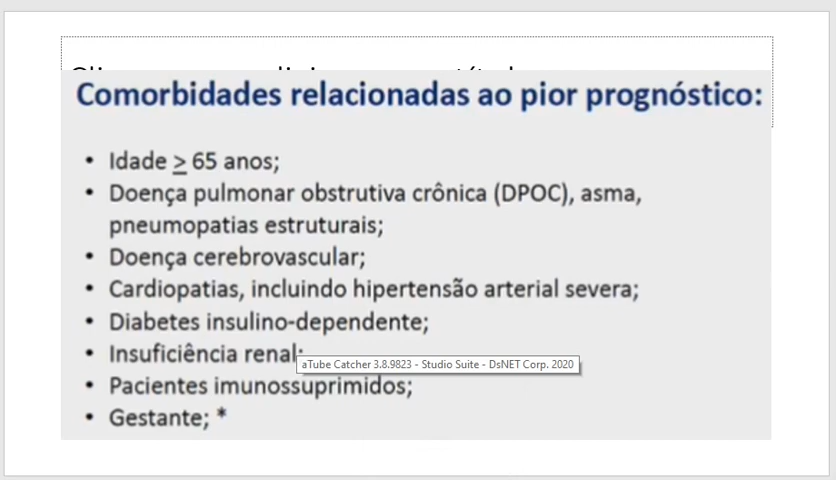 Comorbidades relacionadas ao pior prognóstico:
• Idade ≥ 65 anos;
• Doença pulmonar obstrutiva crônica (DPOC), asma,
pneumopatias estruturais;
• Doença cerebrovascular;
• Cardiopatias, incluindo hipertensão arterial severa;
• Diabetes insulino-dependente;
• Insuficiência renal;
aTube Catcher 3.8.9823 - Studio Suite - DsNET Corp. 2020
• Pacientes imunossuprimidos;
• Gestante; *